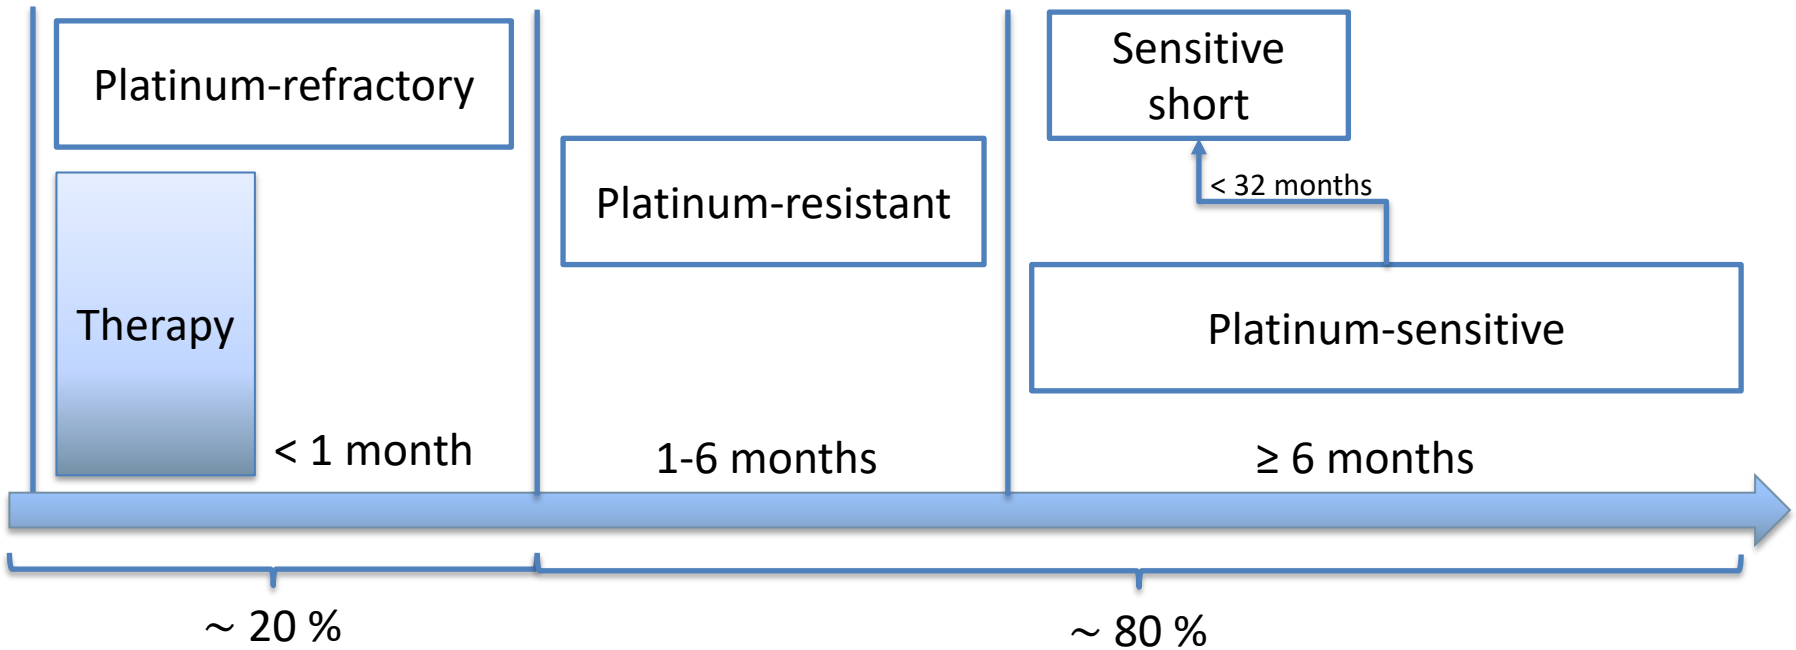 Platinum-refractory
Sensitive
short
Platinum-resistant
< 32 months
Therapy
Platinum-sensitive
< 1 month
1-6 months
≥ 6 months
~ 20 %
~ 80 %